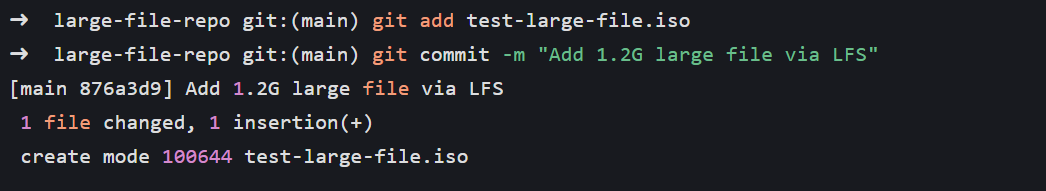 ➜  large-file-repo git:(main) git add test-large-file.iso
➜  large-file-repo git:(main) git commit -m "Add 1.2G large file via LFS"
[main 876a3d9] Add 1.2G large file via LFS
 1 file changed, 1 insertion(+)
 create mode 100644 test-large-file.iso